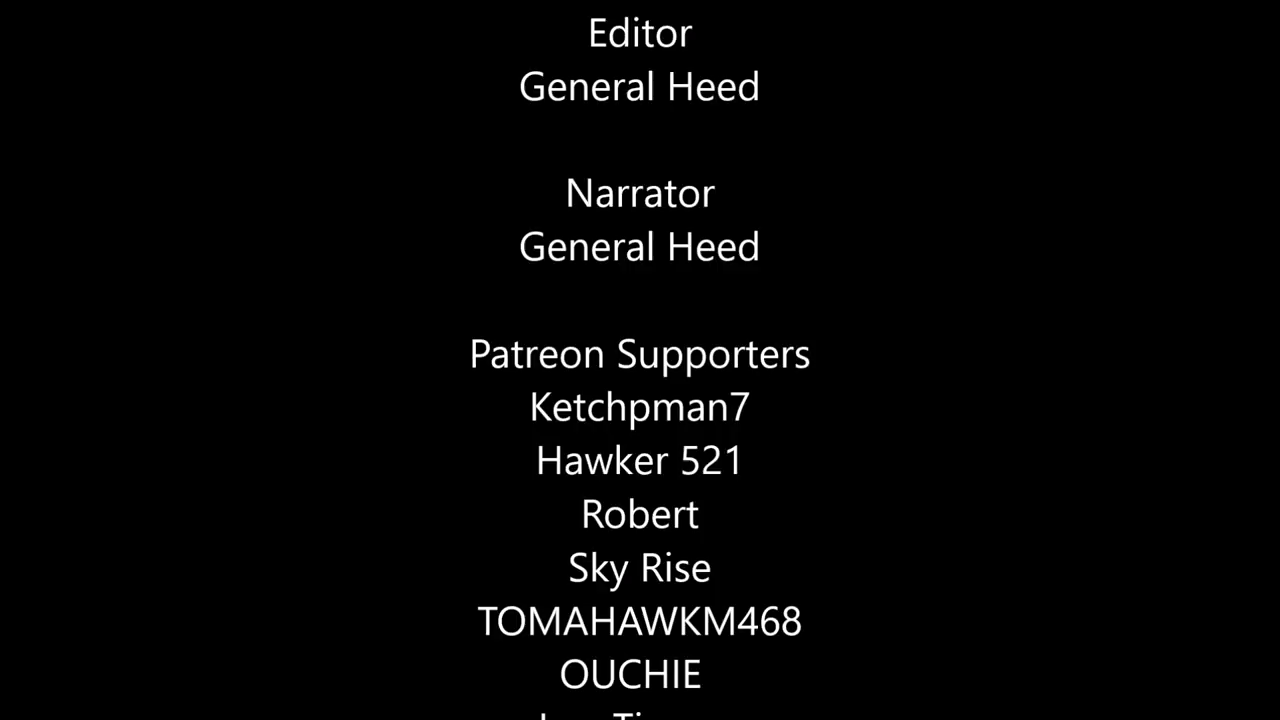 Editor
General Heed
Narrator
General Heed
Patreon Supporters
Ketchpman7
Hawker 521
Robert
Sky Rise
TOMAHAWKM468
OUCHIE